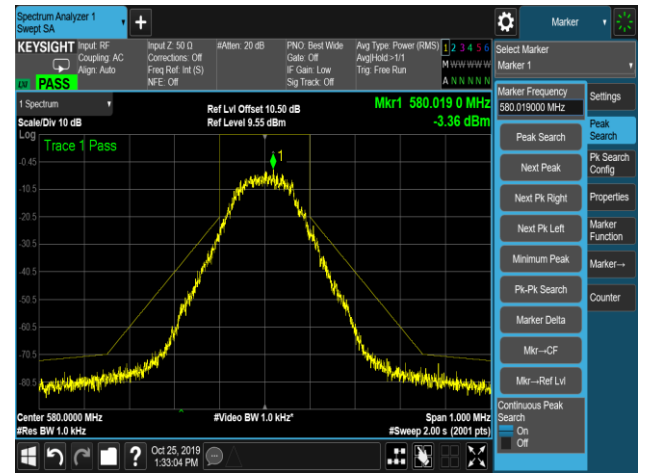 Spectrum Analyzer 1
Swept SA
Marker
KEYSIGHT
Input: RF
Coupling: AC
Align: Auto
Input Z: 50 Ω
Corrections: Off
Freq Ref: Int (S)
NFE: Off
#Atten: 20 dB
PNO: Best Wide
Gate: Off
IF Gain: Low
Sig Track: Off
Avg Type: Power (RMS)
Avg|Hold:>1/1
Trig: Free Run
1 2 3 4 5 6
M W W W W W
A N N N N N
LXI
PASS
Select Marker
Marker 1
1 Spectrum
Scale/Div 10 dB
Log
Ref Lvl Offset 10.50 dB
Ref Level 9.55 dBm
Mkr1 580.019 0 MHz
-3.36 dBm
Trace 1 Pass
1
-0.45
-10.5
-20.5
-30.5
-40.5
-50.5
-60.5
-70.5
-80.5
Center 580.0000 MHz
#Res BW 1.0 kHz
#Video BW 1.0 kHz*
Span 1.000 MHz
#Sweep 2.00 s (2001 pts)
Marker Frequency
580.019000 MHz
Peak Search
Next Peak
Next Pk Right
Next Pk Left
Minimum Peak
Pk-Pk Search
Marker Delta
Mkr→CF
Mkr→Ref Lvl
Continuous Peak
Search
On
Off
Settings
Peak
Search
Pk Search
Config
Properties
Marker
Function
Marker→
Counter
?
Oct 25, 2019
1:33:04 PM